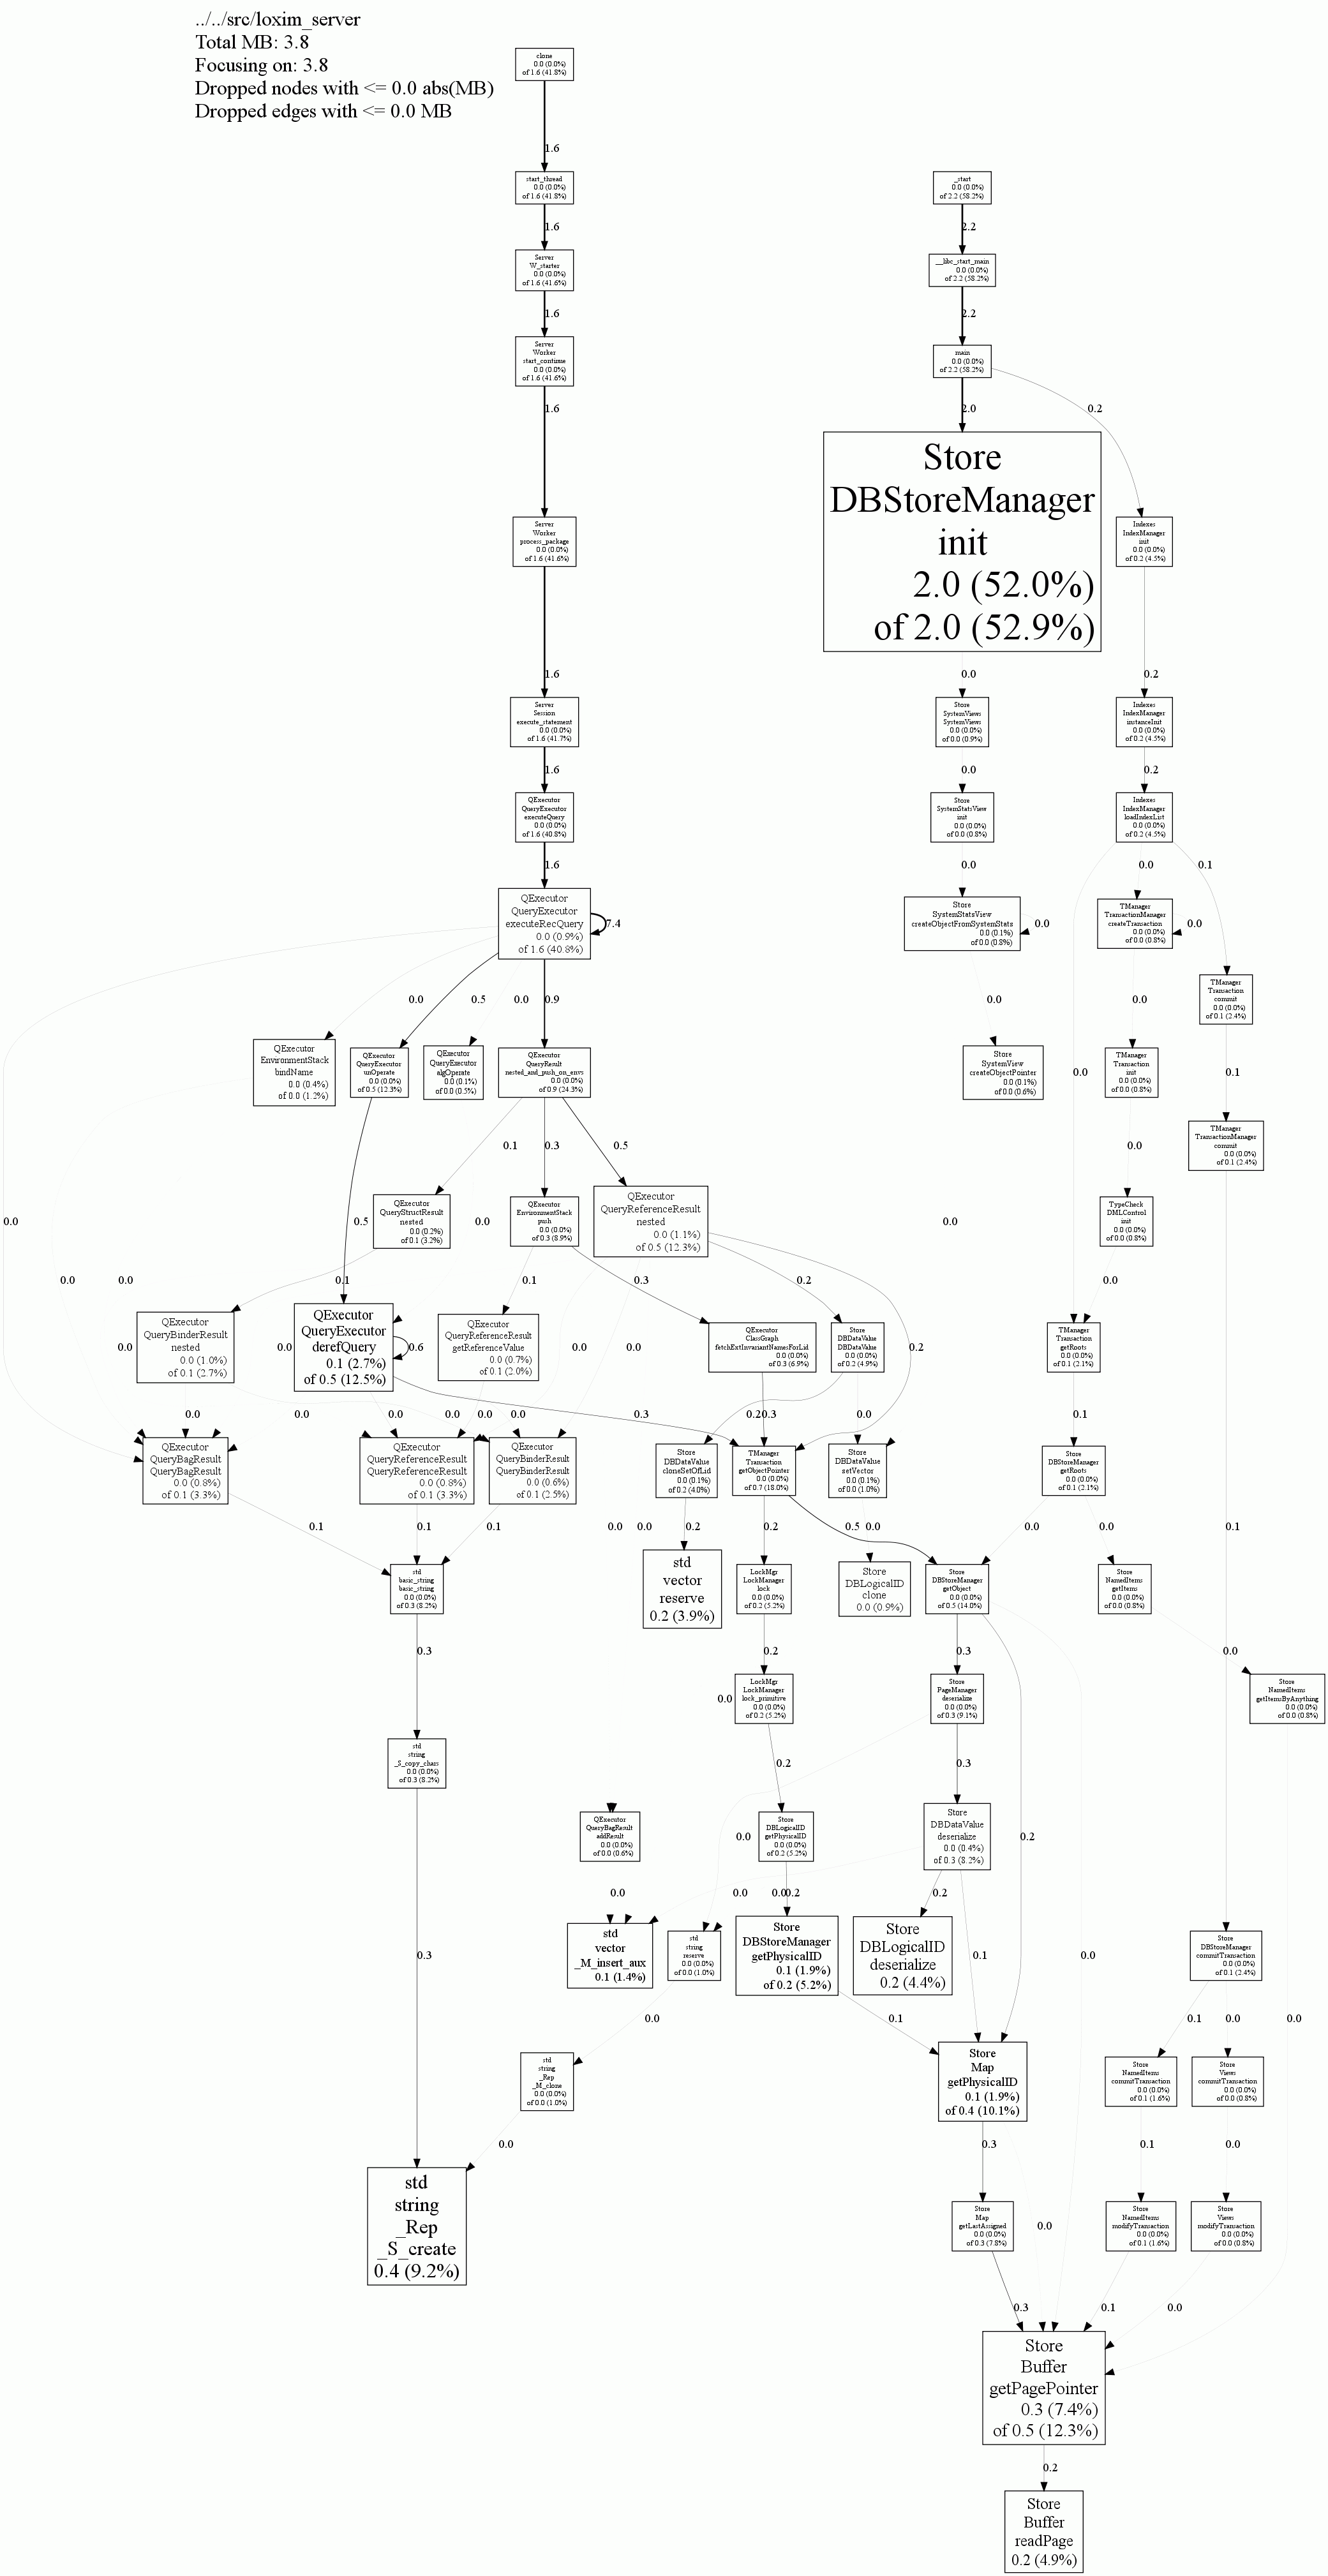 ../../src/loxim_server
Total MB: 3.8
Focusing on: 3.8
Dropped nodes with <= 0.0 abs(MB)
Dropped edges with <= 0.0 MB
clone
0.0 (0.0%)
of 1.6 (41.8%)
1.6
start_thread
0.0 (0.0%)
of 1.6 (41.8%)
_start
0.0 (0.0%)
of 2.2 (58.2%)
1.6
2.2
Server
W_starter
0.0 (0.0%)
of 1.6 (41.6%)
__libc_start_main
0.0 (0.0%)
of 2.2 (58.2%)
1.6
2.2
Server
Worker
start_continue
0.0 (0.0%)
of 1.6 (41.6%)
main
0.0 (0.0%)
of 2.2 (58.2%)
1.6
2.0
0.2
Store
DBStoreManager
init
2.0 (52.0%)
of 2.0 (52.9%)
Server
Worker
process_package
0.0 (0.0%)
of 1.6 (41.6%)
Indexes
IndexManager
init
0.0 (0.0%)
of 0.2 (4.5%)
1.6
0.0
0.2
Server
Session
execute_statement
0.0 (0.0%)
of 1.6 (41.7%)
Store
SystemViews
SystemViews
0.0 (0.0%)
of 0.0 (0.9%)
Indexes
IndexManager
instanceInit
0.0 (0.0%)
of 0.2 (4.5%)
1.6
0.0
0.2
QExecutor
QueryExecutor
executeQuery
0.0 (0.0%)
of 1.6 (40.8%)
Store
SystemStatsView
init
0.0 (0.0%)
of 0.0 (0.8%)
Indexes
IndexManager
loadIndexList
0.0 (0.0%)
of 0.2 (4.5%)
1.6
0.0
0.0
0.1
QExecutor
QueryExecutor
executeRecQuery
0.0 (0.9%)
of 1.6 (40.8%)
7.4
Store
SystemStatsView
createObjectFromSystemStats
0.0 (0.1%)
of 0.0 (0.8%)
0.0
TManager
TransactionManager
createTransaction
0.0 (0.0%)
of 0.0 (0.8%)
0.0
TManager
Transaction
commit
0.0 (0.0%)
of 0.1 (2.4%)
0.0
0.5
0.0
0.9
0.0
0.0
QExecutor
EnvironmentStack
bindName
0.0 (0.4%)
of 0.0 (1.2%)
QExecutor
QueryExecutor
unOperate
0.0 (0.0%)
of 0.5 (12.3%)
QExecutor
QueryExecutor
algOperate
0.0 (0.1%)
of 0.0 (0.5%)
QExecutor
QueryResult
nested_and_push_on_envs
0.0 (0.0%)
of 0.9 (24.3%)
Store
SystemView
createObjectPointer
0.0 (0.1%)
of 0.0 (0.6%)
TManager
Transaction
init
0.0 (0.0%)
of 0.0 (0.8%)
0.0
0.1
0.1
0.3
0.5
0.0
TManager
TransactionManager
commit
0.0 (0.0%)
of 0.1 (2.4%)
QExecutor
QueryStructResult
nested
0.0 (0.2%)
of 0.1 (3.2%)
QExecutor
EnvironmentStack
push
0.0 (0.0%)
of 0.3 (8.9%)
QExecutor
QueryReferenceResult
nested
0.0 (1.1%)
of 0.5 (12.3%)
TypeCheck
DMLControl
init
0.0 (0.0%)
of 0.0 (0.8%)
0.0
0.5
0.0
0.0
0.0
0.0
0.1
0.1
0.3
0.2
0.0
QExecutor
QueryBinderResult
nested
0.0 (1.0%)
of 0.1 (2.7%)
QExecutor
QueryExecutor
derefQuery
0.1 (2.7%)
of 0.5 (12.5%)
0.6
QExecutor
QueryReferenceResult
getReferenceValue
0.0 (0.7%)
of 0.1 (2.0%)
QExecutor
ClassGraph
fetchExtInvariantNamesForLid
0.0 (0.0%)
of 0.3 (6.9%)
Store
DBDataValue
DBDataValue
0.0 (0.0%)
of 0.2 (4.9%)
TManager
Transaction
getRoots
0.0 (0.0%)
of 0.1 (2.1%)
0.0
0.0
0.0
0.0
0.2
0.0
0.0
0.0
0.0
0.0
0.0
0.3
0.2
0.3
0.0
0.1
QExecutor
QueryBagResult
QueryBagResult
0.0 (0.8%)
of 0.1 (3.3%)
QExecutor
QueryReferenceResult
QueryReferenceResult
0.0 (0.8%)
of 0.1 (3.3%)
QExecutor
QueryBinderResult
QueryBinderResult
0.0 (0.6%)
of 0.1 (2.5%)
Store
DBDataValue
cloneSetOfLid
0.0 (0.1%)
of 0.2 (4.0%)
TManager
Transaction
getObjectPointer
0.0 (0.0%)
of 0.7 (18.0%)
Store
DBDataValue
setVector
0.0 (0.1%)
of 0.0 (1.0%)
Store
DBStoreManager
getRoots
0.0 (0.0%)
of 0.1 (2.1%)
0.1
0.1
0.1
0.0
0.0
0.2
0.2
0.5
0.0
0.0
0.0
0.1
std
basic_string
basic_string
0.0 (0.0%)
of 0.3 (8.2%)
std
vector
reserve
0.2 (3.9%)
LockMgr
LockManager
lock
0.0 (0.0%)
of 0.2 (5.2%)
Store
DBLogicalID
clone
0.0 (0.9%)
Store
DBStoreManager
getObject
0.0 (0.0%)
of 0.5 (14.0%)
Store
NamedItems
getItems
0.0 (0.0%)
of 0.0 (0.8%)
0.3
0.2
0.3
0.0
LockMgr
LockManager
lock_primitive
0.0 (0.0%)
of 0.2 (5.2%)
0.0
Store
PageManager
deserialize
0.0 (0.0%)
of 0.3 (9.1%)
Store
NamedItems
getItemsByAnything
0.0 (0.0%)
of 0.0 (0.8%)
std
string
_S_copy_chars
0.0 (0.0%)
of 0.3 (8.2%)
0.2
0.3
QExecutor
QueryBagResult
addResult
0.0 (0.0%)
of 0.0 (0.6%)
0.0
Store
DBLogicalID
getPhysicalID
0.0 (0.0%)
of 0.2 (5.2%)
Store
DBDataValue
deserialize
0.0 (0.4%)
of 0.3 (8.2%)
0.2
0.0
0.0
0.0
0.2
0.2
0.3
std
vector
_M_insert_aux
0.1 (1.4%)
std
string
reserve
0.0 (0.0%)
of 0.0 (1.0%)
Store
DBStoreManager
getPhysicalID
0.1 (1.9%)
of 0.2 (5.2%)
Store
DBLogicalID
deserialize
0.2 (4.4%)
0.1
0.0
Store
DBStoreManager
commitTransaction
0.0 (0.0%)
of 0.1 (2.4%)
0.0
0.1
0.1
0.0
0.0
std
string
_Rep
_M_clone
0.0 (0.0%)
of 0.0 (1.0%)
Store
Map
getPhysicalID
0.1 (1.9%)
of 0.4 (10.1%)
Store
NamedItems
commitTransaction
0.0 (0.0%)
of 0.1 (1.6%)
Store
Views
commitTransaction
0.0 (0.0%)
of 0.0 (0.8%)
0.0
0.3
0.1
0.0
std
string
_Rep
_S_create
0.4 (9.2%)
Store
Map
getLastAssigned
0.0 (0.0%)
of 0.3 (7.8%)
0.0
Store
NamedItems
modifyTransaction
0.0 (0.0%)
of 0.1 (1.6%)
Store
Views
modifyTransaction
0.0 (0.0%)
of 0.0 (0.8%)
0.3
0.1
0.0
Store
Buffer
getPagePointer
0.3 (7.4%)
of 0.5 (12.3%)
0.2
Store
Buffer
readPage
0.2 (4.9%)